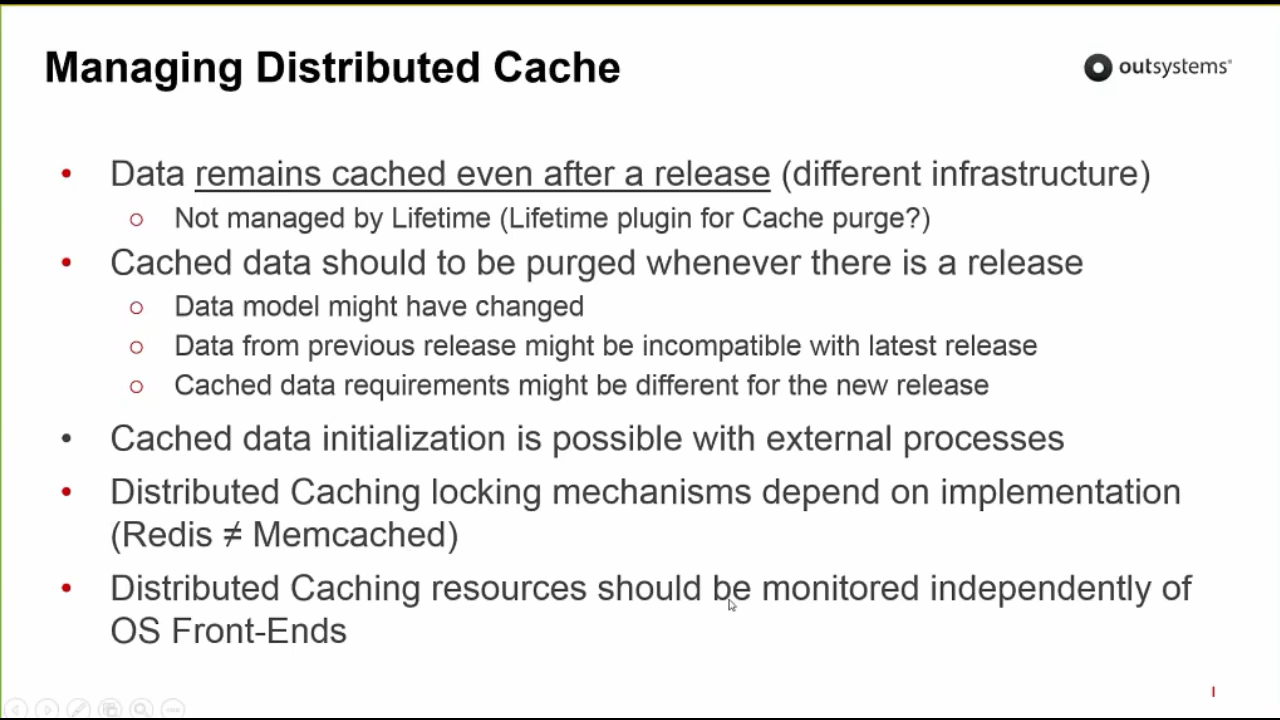 Managing Distributed Cache
outsystems®
• Data remains cached even after a release (different infrastructure)
○ Not managed by Lifetime (Lifetime plugin for Cache purge?)
• Cached data should to be purged whenever there is a release
○ Data model might have changed
○ Data from previous release might be incompatible with latest release
○ Cached data requirements might be different for the new release
• Cached data initialization is possible with external processes
• Distributed Caching locking mechanisms depend on implementation
(Redis ≠ Memcached)
• Distributed Caching resources should be monitored independently of
OS Front-Ends